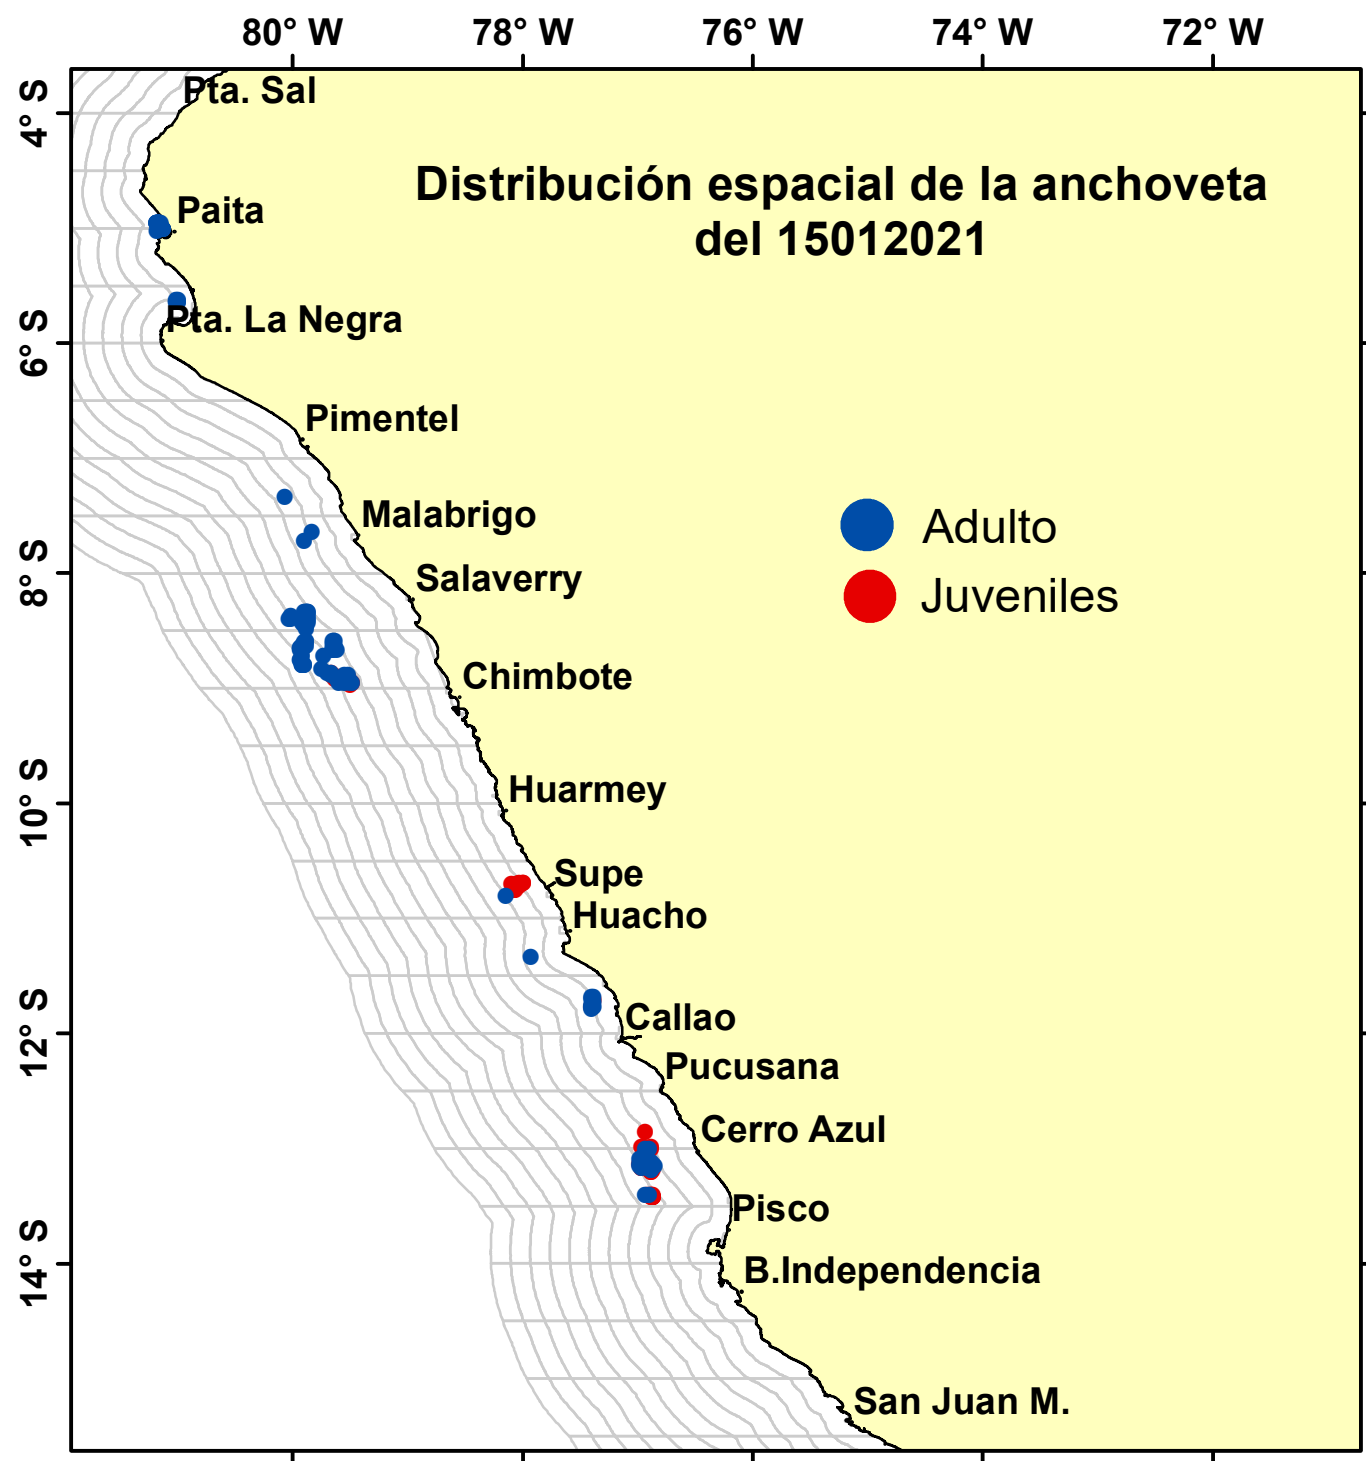 80° W 78° W 76° W 74° W 72° W
4° S
6° S
8° S
10° S
12° S
14° S
Pta. Sal
Distribución espacial de la anchoveta
del 15012021
Paita
Pta. La Negra
Pimentel
Malabrigo
Salaverry
Chimbote
Huarmey
Supe
Huacho
Callao
Pucusana
Cerro Azul
Pisco
B.Independencia
San Juan M.
Adulto
Juveniles